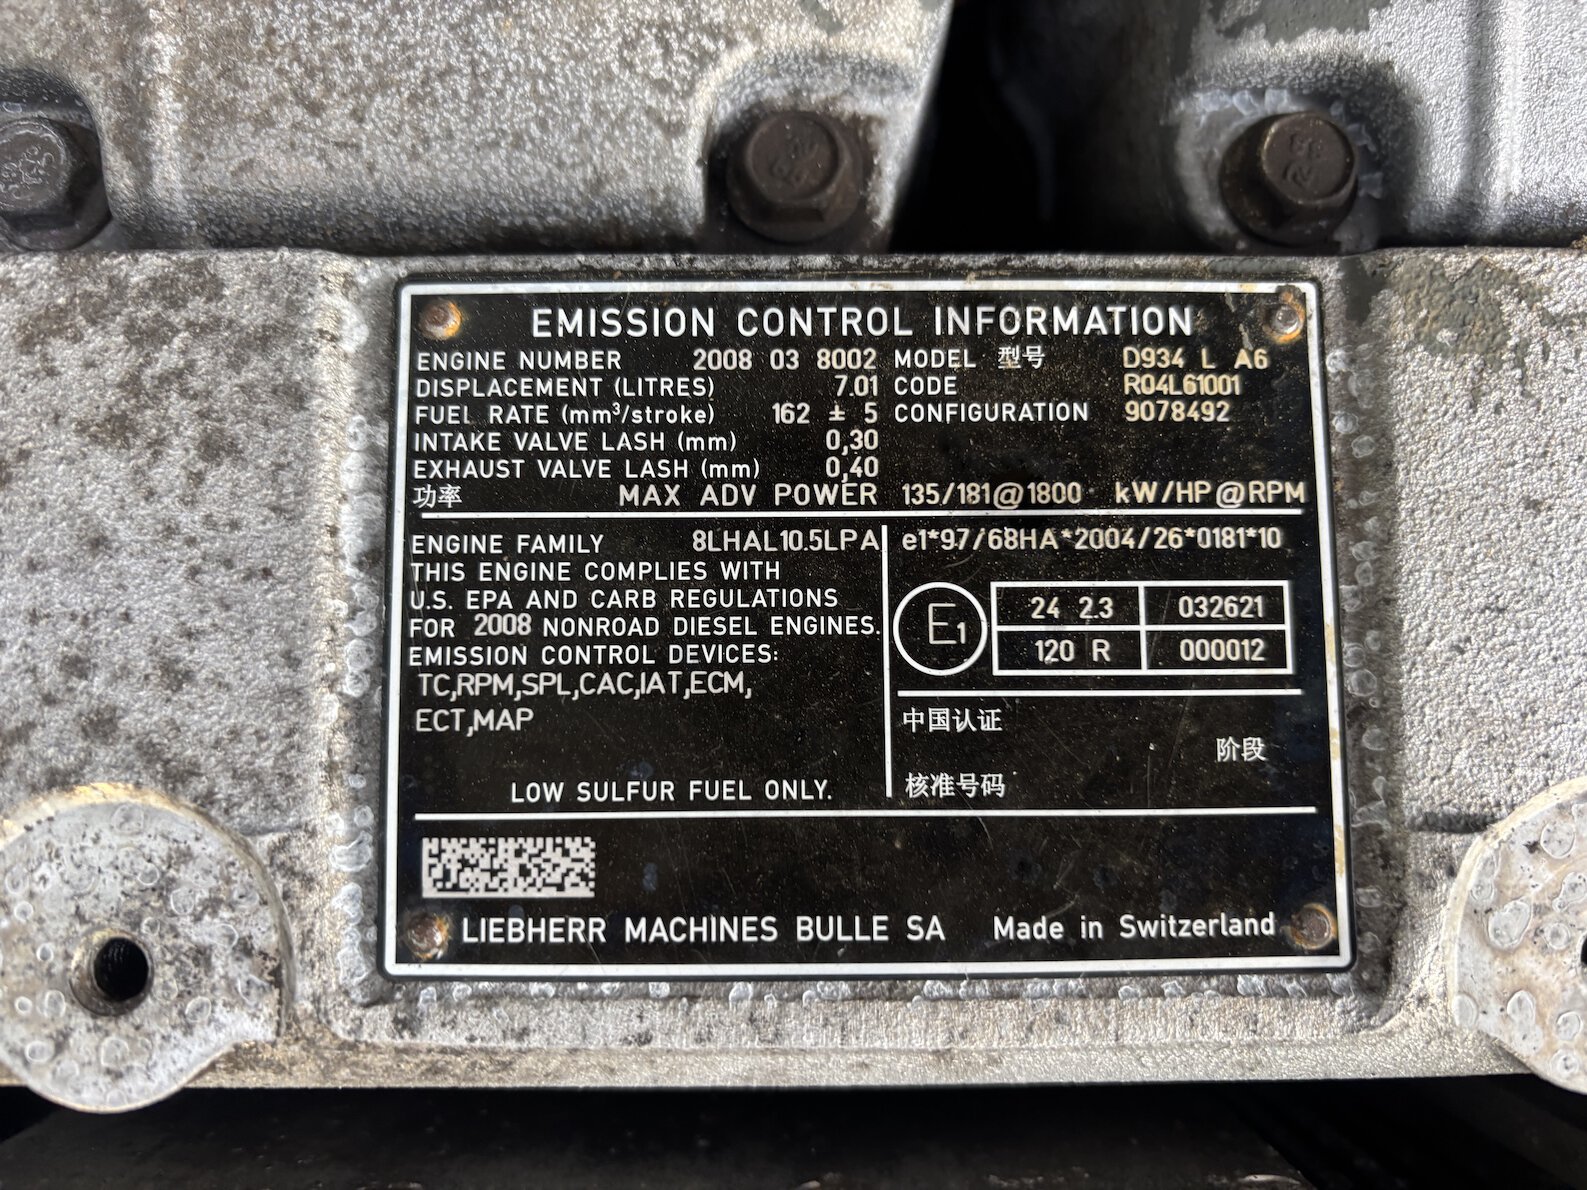 EMISSION CONTROL INFORMATION
ENGINE NUMBER 2008 03 8002 MODEL 型号 D934 L A6
DISPLACEMENT (LITRES) 7.01 CODE R04L61001
FUEL RATE (mm³/stroke) 162 ± 5 CONFIGURATION 9078492
INTAKE VALVE LASH (mm) 0,30
EXHAUST VALVE LASH (mm) 0,40
功率 MAX ADV POWER 135/181@1800 kW/HP@RPM
ENGINE FAMILY 8LHAL10.5LPA
THIS ENGINE COMPLIES WITH
U.S. EPA AND CARB REGULATIONS
FOR 2008 NONROAD DIESEL ENGINES.
EMISSION CONTROL DEVICES:
TC,RPM,SPL,CAC,IAT,ECM,
ECT,MAP
LOW SULFUR FUEL ONLY.
e1*97/68HA*2004/26*0181*10
E1
24 2.3 032621
120 R 000012
中国认证
阶段
核准号码
LIEBHERR MACHINES BULLE SA Made in Switzerland